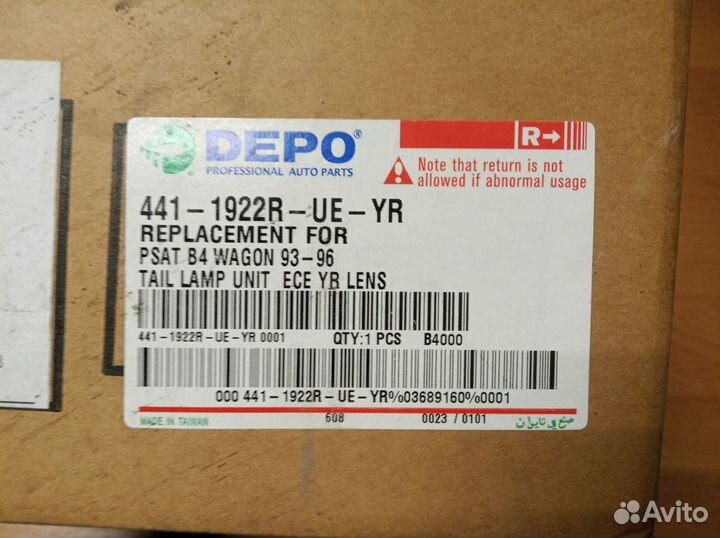 DEPO®
PROFESSIONAL AUTO PARTS
R→
Note that return is not
allowed if abnormal usage
441-1922R-UE-YR
REPLACEMENT FOR
PSAT B4 WAGON 93-96
TAIL LAMP UNIT ECE YR LENS
441-1922R-UE-YR 0001 QTY:1 PCS B4000
000 441-1922R-UE-YR%03689160%0001
MADE IN TAIWAN 608 0023 / 0101 صنع في تايوان
8
Avito